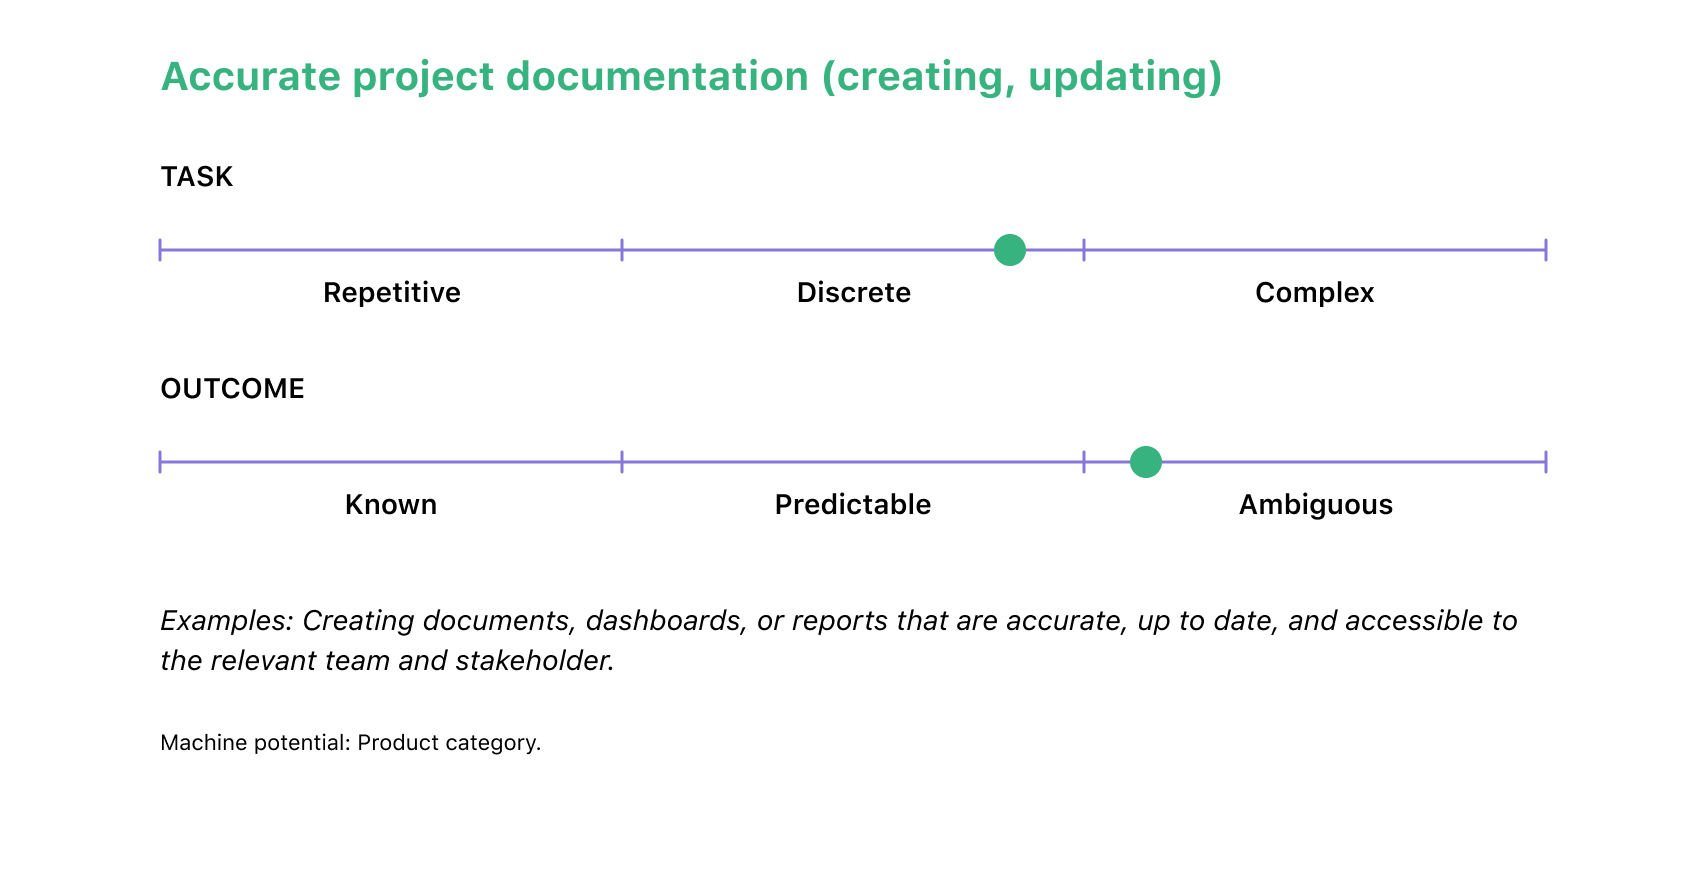 Accurate project documentation (creating, updating)
TASK
Repetitive
Discrete
Complex
OUTCOME
Known
Predictable
Ambiguous
Examples: Creating documents, dashboards, or reports that are accurate, up to date, and accessible to
the relevant team and stakeholder.
Machine potential: Product category.